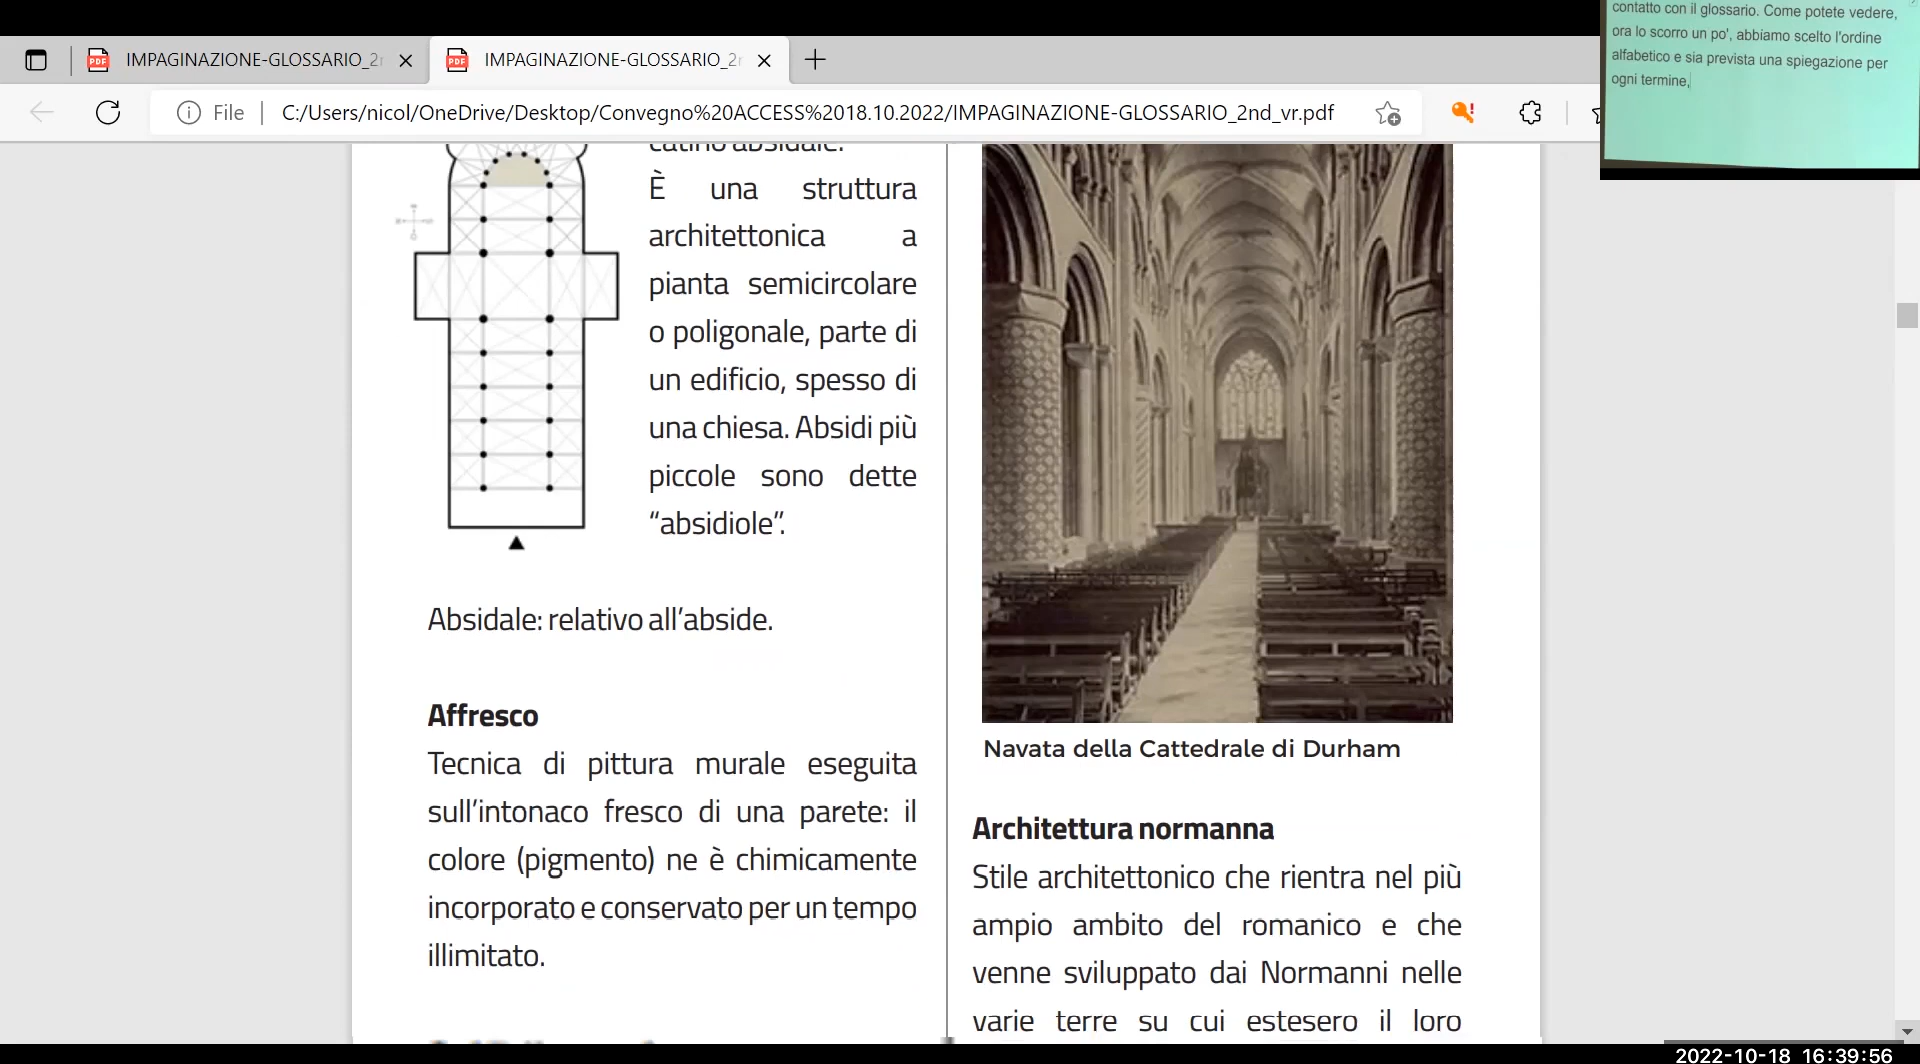 IMPAGINAZIONE-GLOSSARIO_2
IMPAGINAZIONE-GLOSSARIO_2
File
C:/Users/nicol/OneDrive/Desktop/Convegno%20ACCESS%2018.10.2022/IMPAGINAZIONE-GLOSSARIO_2nd_vr.pdf
contatto con il glossario. Come potete vedere,
ora lo scorro un po', abbiamo scelto l'ordine
alfabetico e sia prevista una spiegazione per
ogni termine,
catino absidale.
È una struttura
architettonica a
pianta semicircolare
o poligonale, parte di
un edificio, spesso di
una chiesa. Absidi più
piccole sono dette
“absidiole”.
Absidale: relativo all’abside.
Affresco
Tecnica di pittura murale eseguita
sull’intonaco fresco di una parete: il
colore (pigmento) ne è chimicamente
incorporato e conservato per un tempo
illimitato.
Navata della Cattedrale di Durham
Architettura normanna
Stile architettonico che rientra nel più
ampio ambito del romanico e che
venne sviluppato dai Normanni nelle
varie terre su cui estesero il loro
2022-10-18 16:39:56